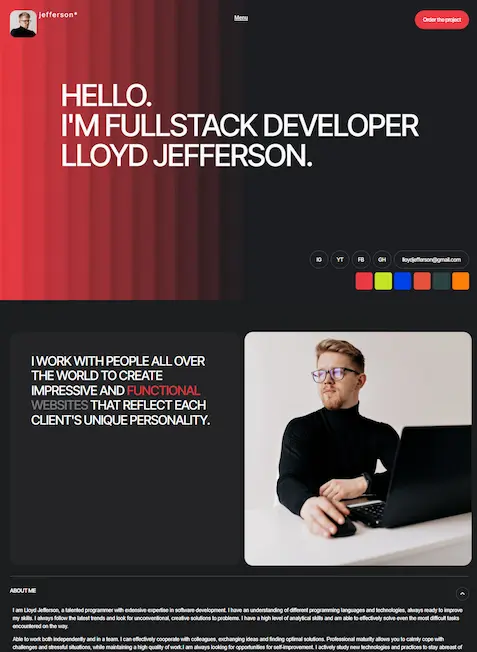 jefferson*
Menu
Order the project
HELLO.
I'M FULLSTACK DEVELOPER
LLOYD JEFFERSON.
IG YT FB GH lloydjefferson@gmail.com
I WORK WITH PEOPLE ALL OVER
THE WORLD TO CREATE
IMPRESSIVE AND FUNCTIONAL
WEBSITES THAT REFLECT EACH
CLIENT'S UNIQUE PERSONALITY.
ABOUT ME
I am Lloyd Jefferson, a talented programmer with extensive expertise in software development. I have an understanding of different programming languages and technologies, always ready to improve
my skills. I always follow the latest trends and look for unconventional, creative solutions to problems. I have a high level of analytical skills and am able to effectively solve even the most difficult tasks
encountered on the way.
Able to work both independently and in a team. I can effectively cooperate with colleagues, exchanging ideas and finding optimal solutions. Professional maturity allows you to calmly cope with
challenges and stressful situations, while maintaining a high quality of work.I am always looking for opportunities for self-improvement. I actively study new technologies and practices to stay abreast of